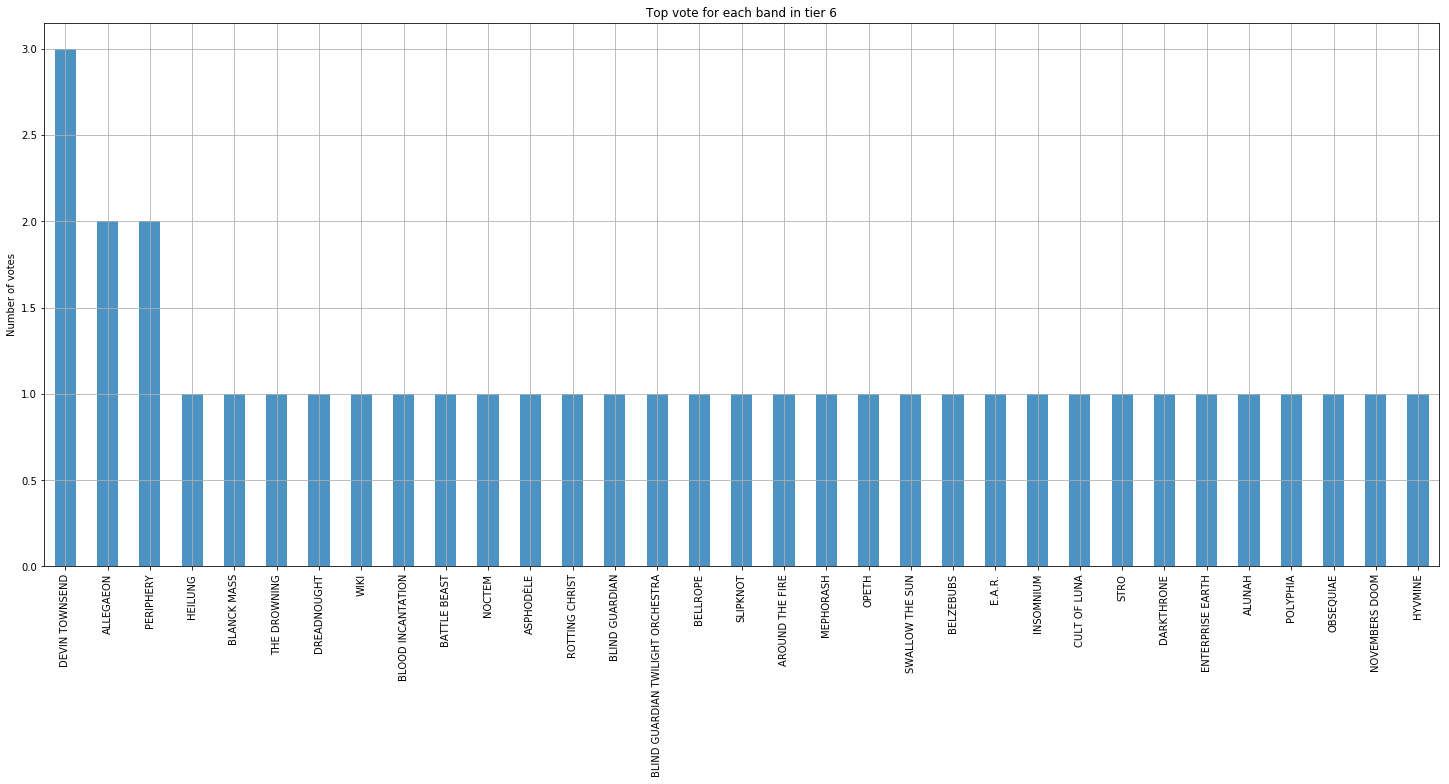 Top vote for each band in tier 6
Number of votes
3.0
2.5
2.0
1.5
1.0
0.5
0.0
DEVIN TOWNSEND
ALLEGAEON
PERIPHERY
HEILUNG
BLANCK MASS
THE DROWNING
DREADNOUGHT
WIKI
BLOOD INCANTATION
BATTLE BEAST
NOCTEM
ASPHODÈLE
ROTTING CHRIST
BLIND GUARDIAN
BLIND GUARDIAN TWILIGHT ORCHESTRA
BELLROPE
SLIPKNOT
AROUND THE FIRE
MEPHORASH
OPETH
SWALLOW THE SUN
BELZEBUBS
E.A.R.
INSOMNIUM
CULT OF LUNA
STRO
DARKTHRONE
ENTERPRISE EARTH
ALUNAH
POLYPHIA
OBSEQUIAE
NOVEMBERS DOOM
HYVMINE